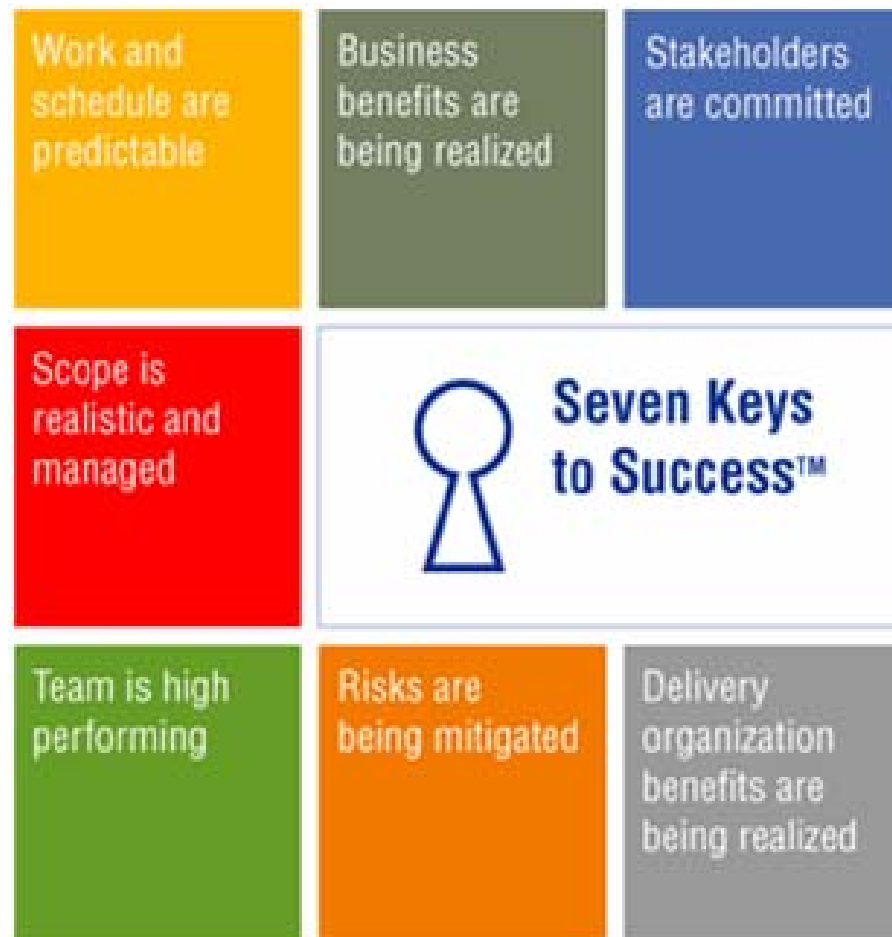 Work and
schedule are
predictable
Business
benefits are
being realized
Stakeholders
are committed
Scope is
realistic and
managed
Seven Keys
to Success™
Team is high
performing
Risks are
being mitigated
Delivery
organization
benefits are
being realized